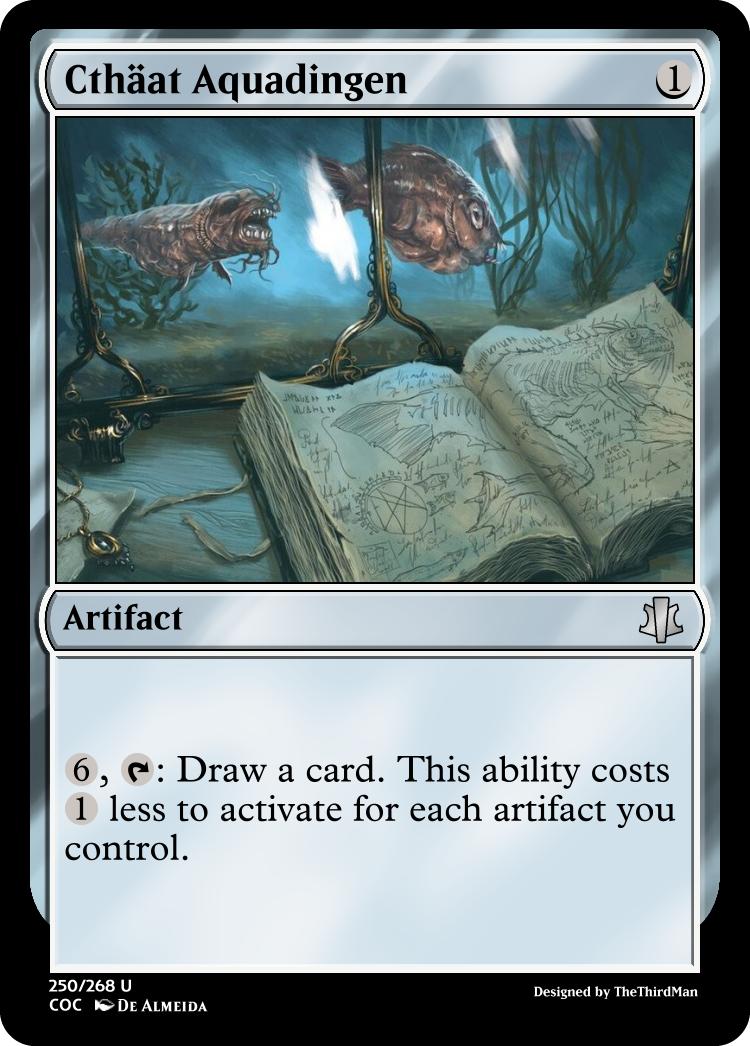 Cthäat Aquadingen
1
Artifact
6, : Draw a card. This ability costs
1 less to activate for each artifact you
control.
250/268 U
COC DE ALMEIDA
Designed by TheThirdMan